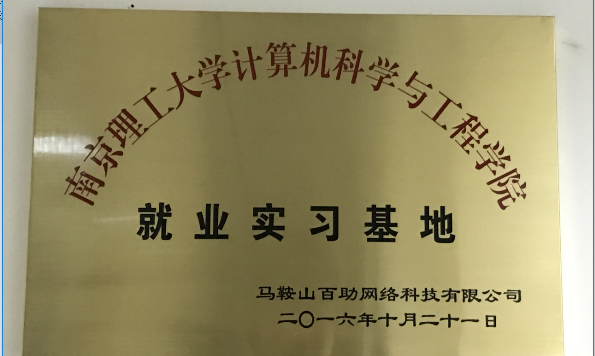 南京理工大学计算机科学与工程学院
就业实习基地
马鞍山百助网络科技有限公司
二〇一六年十月二十一日